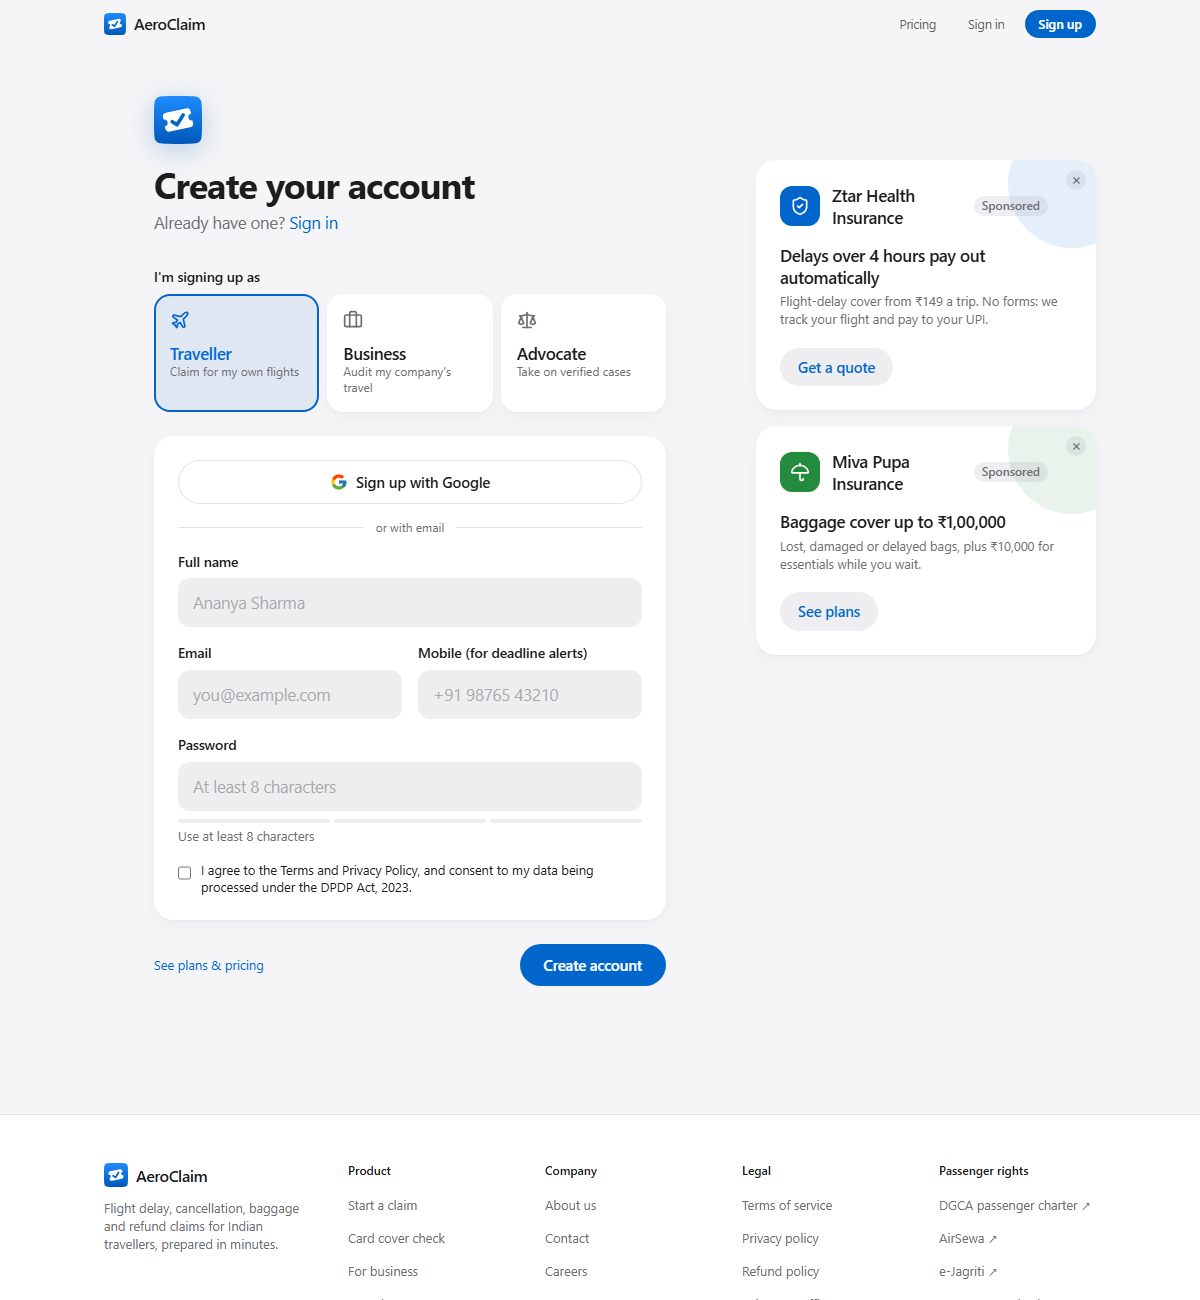 AeroClaim
Pricing
Sign in
Sign up
Create your account
Already have one? Sign in
I'm signing up as
Traveller
Claim for my own flights
Business
Audit my company's
travel
Advocate
Take on verified cases
Sign up with Google
or with email
Full name
Ananya Sharma
Email
you@example.com
Mobile (for deadline alerts)
+91 98765 43210
Password
At least 8 characters
Use at least 8 characters
I agree to the Terms and Privacy Policy, and consent to my data being
processed under the DPDP Act, 2023.
See plans & pricing
Create account
Ztar Health
Insurance
Sponsored
Delays over 4 hours pay out
automatically
Flight-delay cover from ₹149 a trip. No forms: we
track your flight and pay to your UPI.
Get a quote
Miva Pupa
Insurance
Sponsored
Baggage cover up to ₹1,00,000
Lost, damaged or delayed bags, plus ₹10,000 for
essentials while you wait.
See plans
AeroClaim
Flight delay, cancellation, baggage
and refund claims for Indian
travellers, prepared in minutes.
Product
Start a claim
Card cover check
For business
Company
About us
Contact
Careers
Legal
Terms of service
Privacy policy
Refund policy
Passenger rights
DGCA passenger charter ↗
AirSewa ↗
e-Jagriti ↗